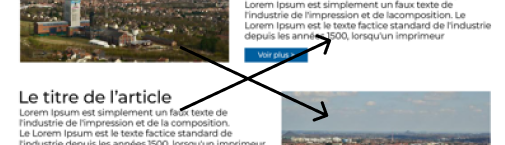 Lorem Ipsum est simplement un faux texte de
l'industrie de l'impression et de lacomposition. Le
Lorem Ipsum est le texte factice standard de l'industrie
depuis les années 1500, lorsqu'un imprimeur
Voir plus >
Le titre de l'article
Lorem Ipsum est simplement un faux texte de
l'industrie de l'impression et de la composition.
Le Lorem Ipsum est le texte factice standard de
l'industrie depuis les années 1500, lorsqu'un imprimeur